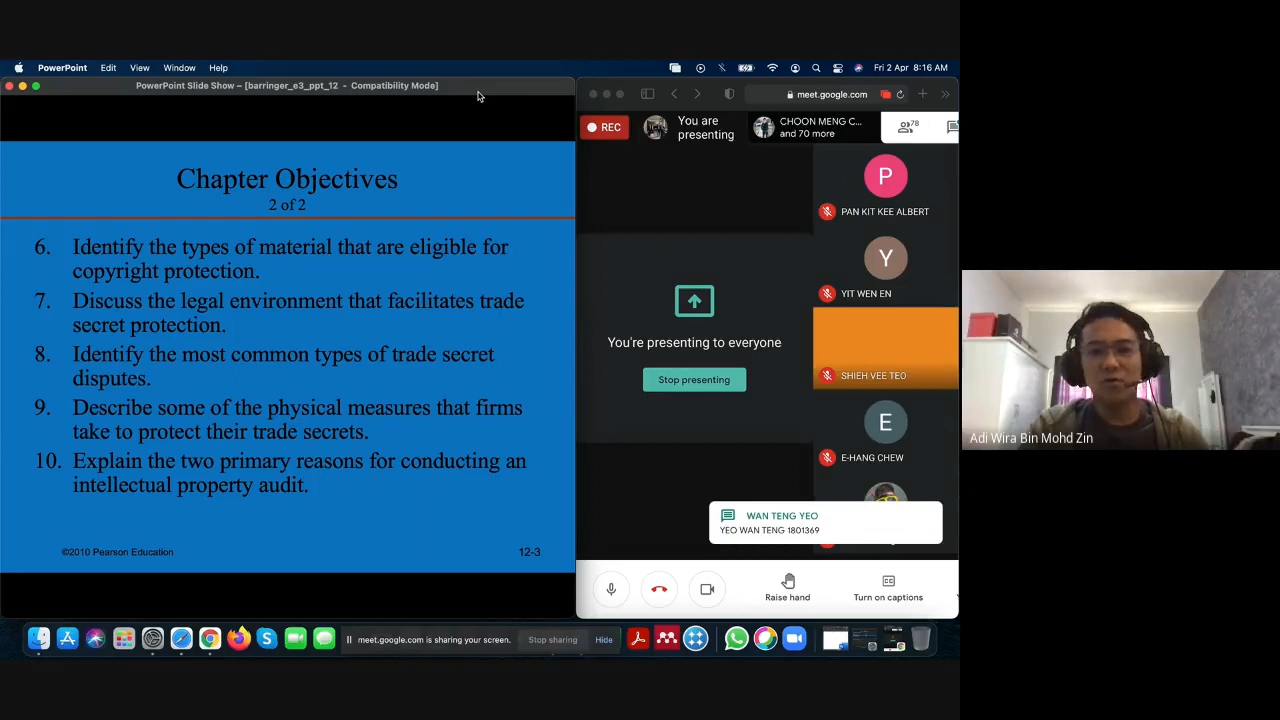 PowerPoint Edit View Window Help
Fri 2 Apr 8:16 AM
PowerPoint Slide Show – [barringer_e3_ppt_12 - Compatibility Mode]
Chapter Objectives
2 of 2
6. Identify the types of material that are eligible for
copyright protection.
7. Discuss the legal environment that facilitates trade
secret protection.
8. Identify the most common types of trade secret
disputes.
9. Describe some of the physical measures that firms
take to protect their trade secrets.
10. Explain the two primary reasons for conducting an
intellectual property audit.
©2010 Pearson Education
12-3
meet.google.com
REC
You are
presenting
CHOON MENG C...
and 70 more
78
P
PAN KIT KEE ALBERT
Y
YIT WEN EN
You're presenting to everyone
Stop presenting
SHIEH VEE TEO
E
E-HANG CHEW
WAN TENG YEO
YEO WAN TENG 1801369
Raise hand
Turn on captions
meet.google.com is sharing your screen.
Stop sharing
Hide
Adi Wira Bin Mohd Zin